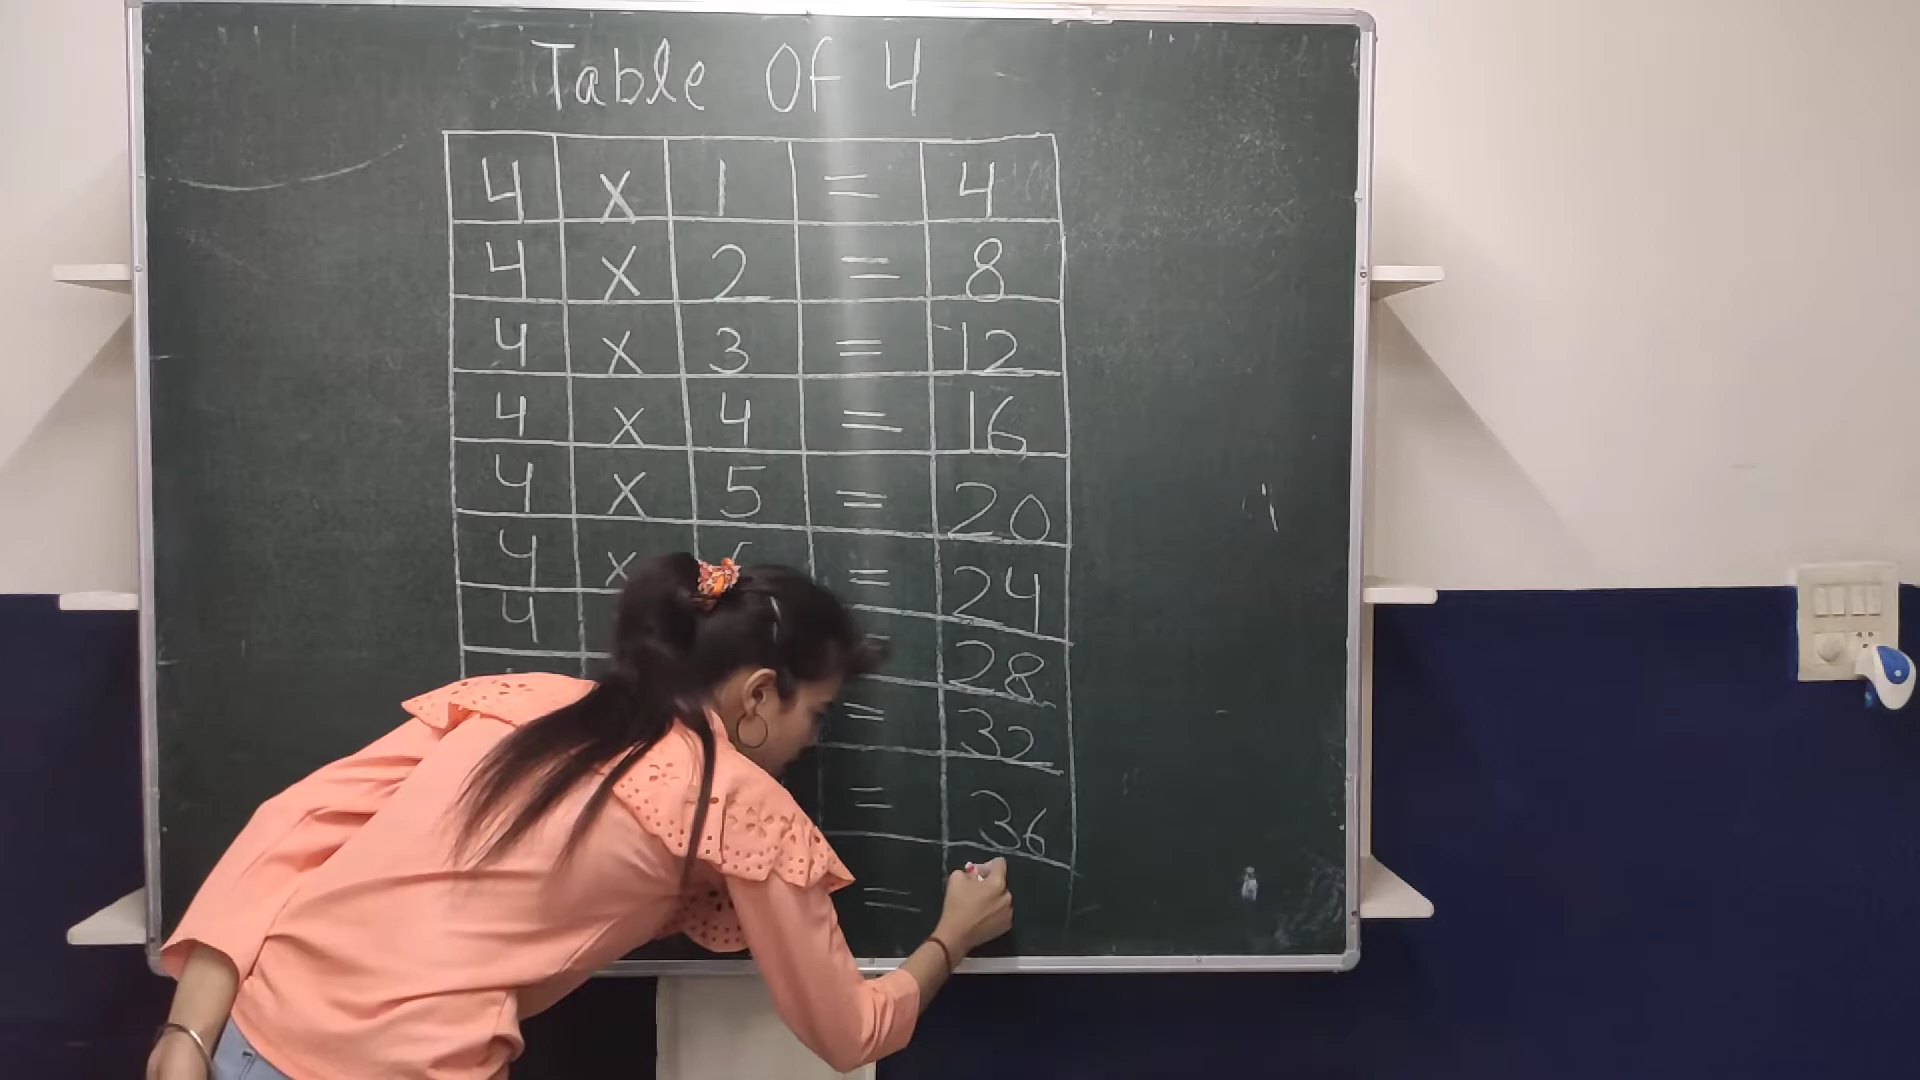 Table Of 4
4 x 1 = 4
4 x 2 = 8
4 x 3 = 12
4 x 4 = 16
4 x 5 = 20
4 x = 24
4 = 28
= 32
= 36
=